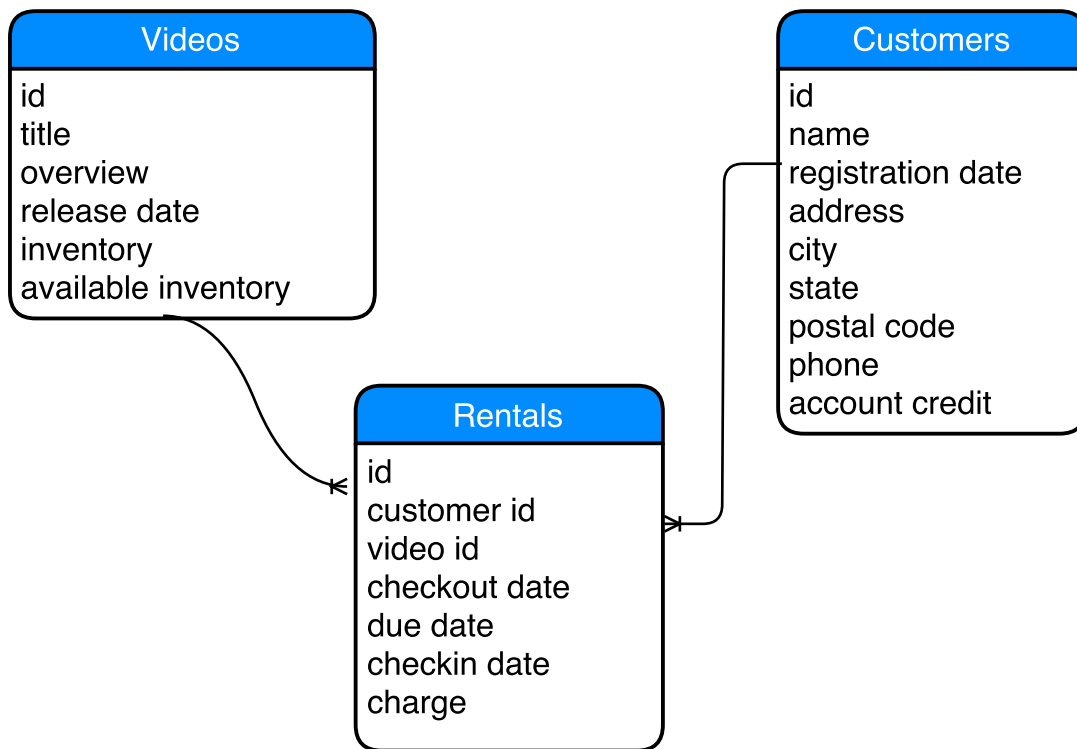 Videos
id
title
overview
release date
inventory
available inventory
Customers
id
name
registration date
address
city
state
postal code
phone
account credit
Rentals
id
customer id
video id
checkout date
due date
checkin date
charge